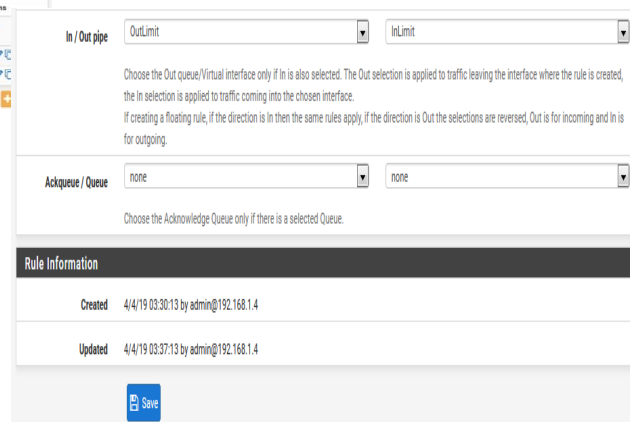 ns
In / Out pipe OutLimit InLimit
Choose the Out queue/Virtual interface only if In is also selected. The Out selection is applied to traffic leaving the interface where the rule is created,
the In selection is applied to traffic coming into the chosen interface.
If creating a floating rule, if the direction is In then the same rules apply, if the direction is Out the selections are reversed, Out is for incoming and In is
for outgoing.
Ackqueue / Queue none none
Choose the Acknowledge Queue only if there is a selected Queue.
Rule Information
Created 4/4/19 03:30:13 by admin@192.168.1.4
Updated 4/4/19 03:37:13 by admin@192.168.1.4
Save